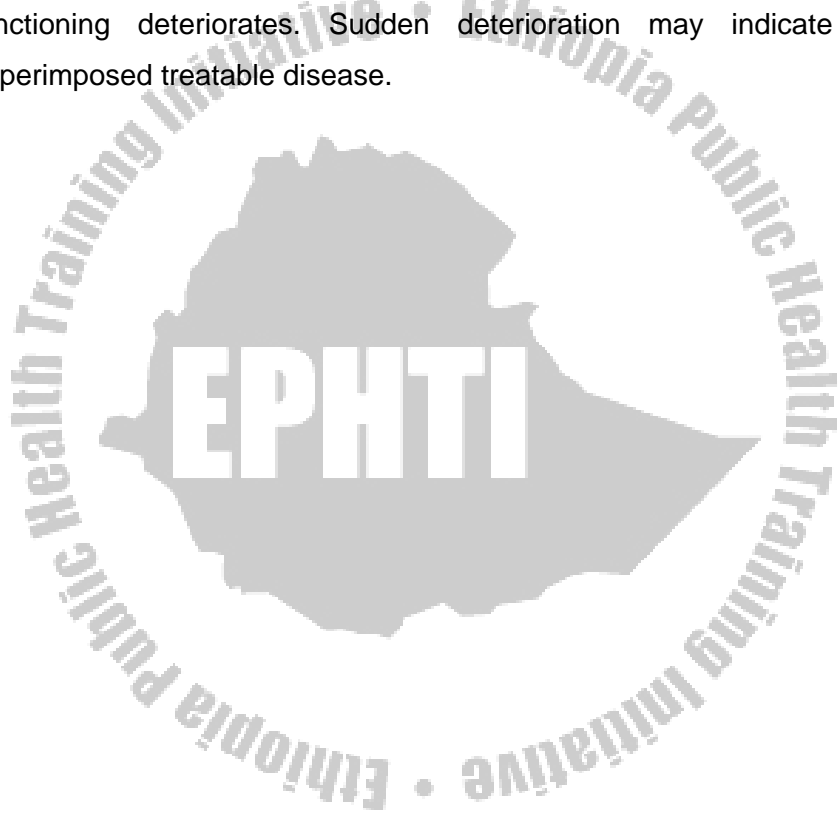 nctioning deteriorates. Sudden deterioration may indicate
perimposed treatable disease.
Ethiopia Public Health Training Initiative • Ethiopia Public Health Training Initiative •
EPHTI